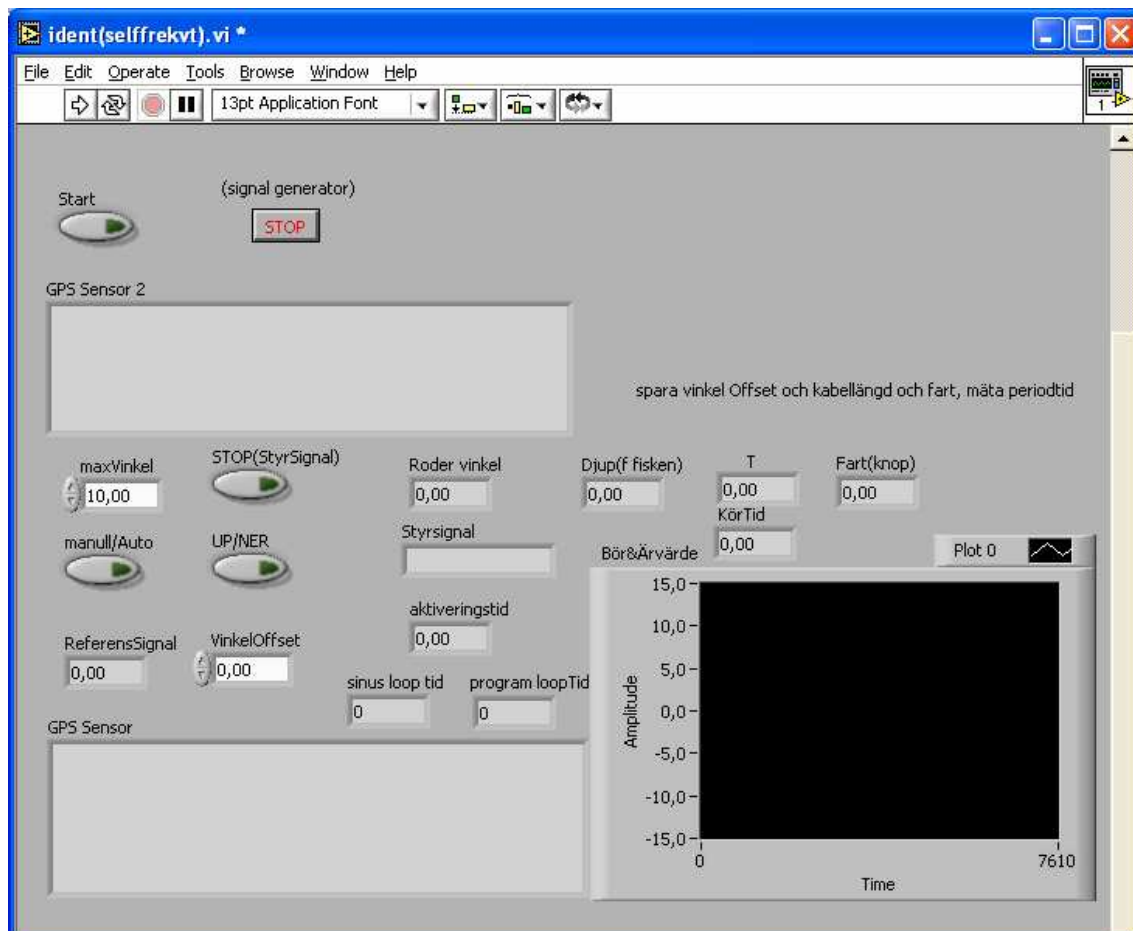 ident(selffrekvt).vi *
File Edit Operate Tools Browse Window Help
13pt Application Font
1
Start
(signal generator)
STOP
GPS Sensor 2
spara vinkel Offset och kabellängd och fart, mäta periodtid
maxVinkel
10,00
STOP(StyrSignal)
Roder vinkel
0,00
Djup(f fisken)
0,00
T
0,00
Fart(knop)
0,00
manull/Auto
UP/NER
Styrsignal
KörTid
0,00
Bör&Ärvärde
Plot 0
aktiveringstid
0,00
ReferensSignal
0,00
VinkelOffset
0,00
sinus loop tid
0
program loopTid
0
GPS Sensor
15,0
10,0
5,0
0,0
-5,0
-10,0
-15,0
Amplitude
0
7610
Time